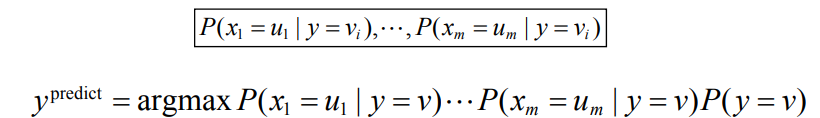 P(x₁ = u₁ | y = vᵢ),⋯, P(xₘ = uₘ | y = vᵢ)
y^predict = argmax P(x₁ = u₁ | y = v)⋯P(xₘ = uₘ | y = v)P(y = v)